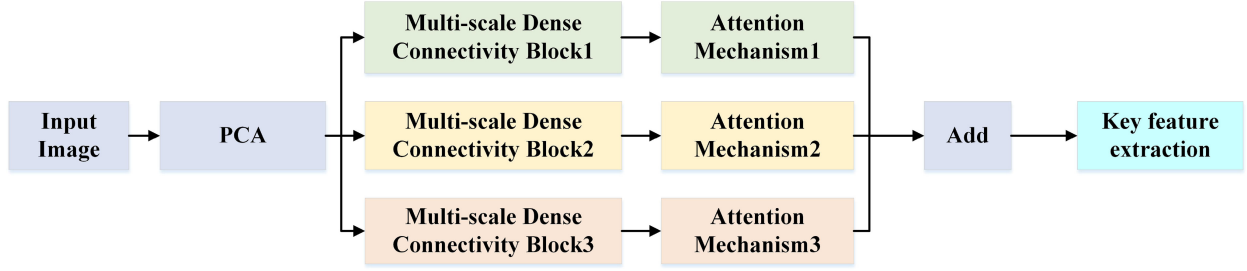 Input
Image
PCA
Multi-scale Dense
Connectivity Block1
Attention
Mechanism1
Multi-scale Dense
Connectivity Block2
Attention
Mechanism2
Multi-scale Dense
Connectivity Block3
Attention
Mechanism3
Add
Key feature
extraction